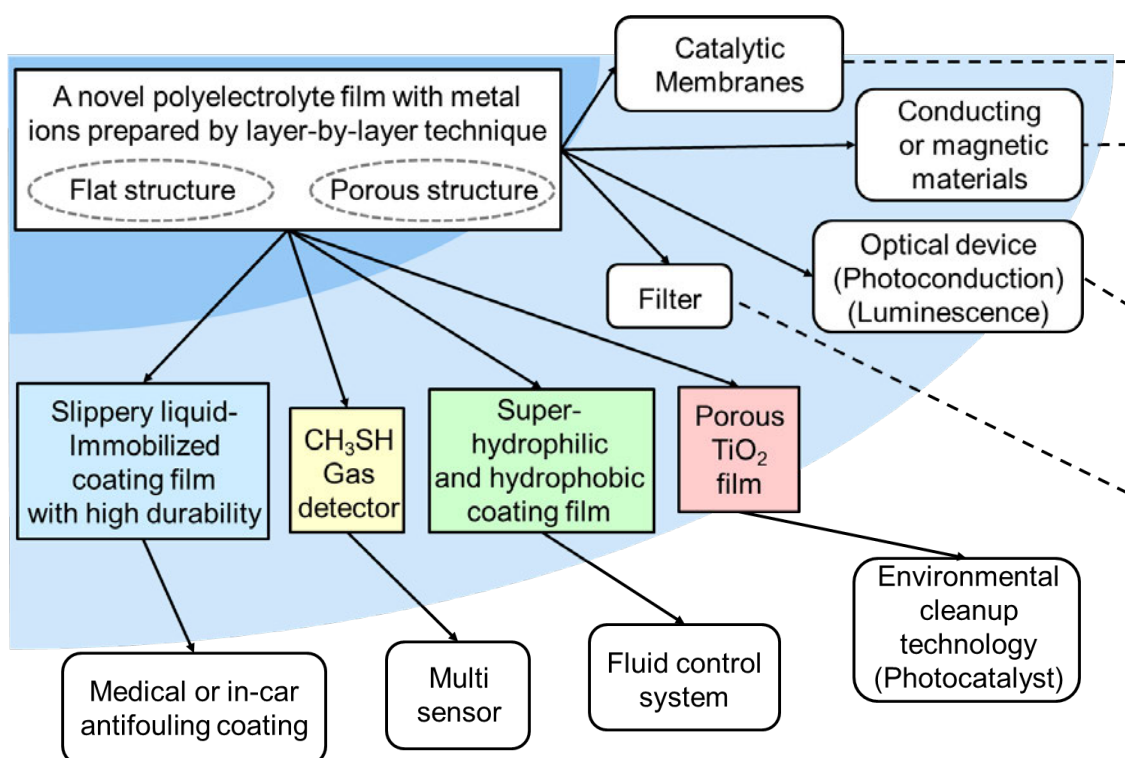 A novel polyelectrolyte film with metal
ions prepared by layer-by-layer technique
Flat structure
Porous structure
Catalytic
Membranes
Conducting
or magnetic
materials
Optical device
(Photoconduction)
(Luminescence)
Filter
Slippery liquid-
Immobilized
coating film
with high durability
CH₃SH
Gas
detector
Super-
hydrophilic
and hydrophobic
coating film
Porous
TiO₂
film
Medical or in-car
antifouling coating
Multi
sensor
Fluid control
system
Environmental
cleanup
technology
(Photocatalyst)